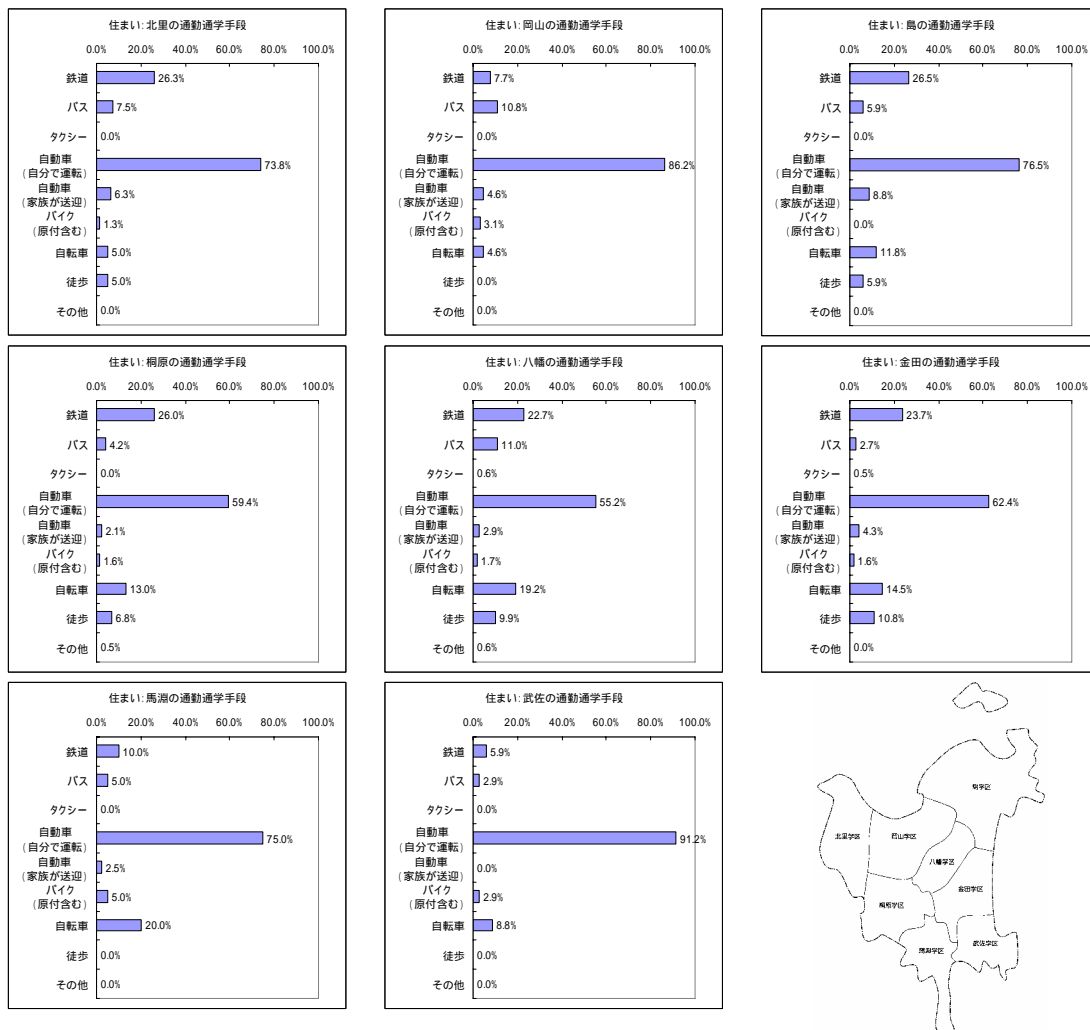 住まい:北里の通勤通学手段
0.0% 20.0% 40.0% 60.0% 80.0% 100.0%
鉄道 26.3%
バス 7.5%
タクシー 0.0%
自動車
(自分で運転) 73.8%
自動車
(家族が送迎) 6.3%
バイク
(原付含む) 1.3%
自転車 5.0%
徒歩 5.0%
その他 0.0%
住まい:岡山の通勤通学手段
0.0% 20.0% 40.0% 60.0% 80.0% 100.0%
鉄道 7.7%
バス 10.8%
タクシー 0.0%
自動車
(自分で運転) 86.2%
自動車
(家族が送迎) 4.6%
バイク
(原付含む) 3.1%
自転車 4.6%
徒歩 0.0%
その他 0.0%
住まい:島の通勤通学手段
0.0% 20.0% 40.0% 60.0% 80.0% 100.0%
鉄道 26.5%
バス 5.9%
タクシー 0.0%
自動車
(自分で運転) 76.5%
自動車
(家族が送迎) 8.8%
バイク
(原付含む) 0.0%
自転車 11.8%
徒歩 5.9%
その他 0.0%
住まい:桐原の通勤通学手段
0.0% 20.0% 40.0% 60.0% 80.0% 100.0%
鉄道 26.0%
バス 4.2%
タクシー 0.0%
自動車
(自分で運転) 59.4%
自動車
(家族が送迎) 2.1%
バイク
(原付含む) 1.6%
自転車 13.0%
徒歩 6.8%
その他 0.5%
住まい:八幡の通勤通学手段
0.0% 20.0% 40.0% 60.0% 80.0% 100.0%
鉄道 22.7%
バス 11.0%
タクシー 0.6%
自動車
(自分で運転) 55.2%
自動車
(家族が送迎) 2.9%
バイク
(原付含む) 1.7%
自転車 19.2%
徒歩 9.9%
その他 0.6%
住まい:金田の通勤通学手段
0.0% 20.0% 40.0% 60.0% 80.0% 100.0%
鉄道 23.7%
バス 2.7%
タクシー 0.5%
自動車
(自分で運転) 62.4%
自動車
(家族が送迎) 4.3%
バイク
(原付含む) 1.6%
自転車 14.5%
徒歩 10.8%
その他 0.0%
住まい:馬淵の通勤通学手段
0.0% 20.0% 40.0% 60.0% 80.0% 100.0%
鉄道 10.0%
バス 5.0%
タクシー 0.0%
自動車
(自分で運転) 75.0%
自動車
(家族が送迎) 2.5%
バイク
(原付含む) 5.0%
自転車 20.0%
徒歩 0.0%
その他 0.0%
住まい:武佐の通勤通学手段
0.0% 20.0% 40.0% 60.0% 80.0% 100.0%
鉄道 5.9%
バス 2.9%
タクシー 0.0%
自動車
(自分で運転) 91.2%
自動車
(家族が送迎) 0.0%
バイク
(原付含む) 2.9%
自転車 8.8%
徒歩 0.0%
その他 0.0%
島学区
北里学区
岡山学区
八幡学区
金田学区
桐原学区
馬淵学区
武佐学区